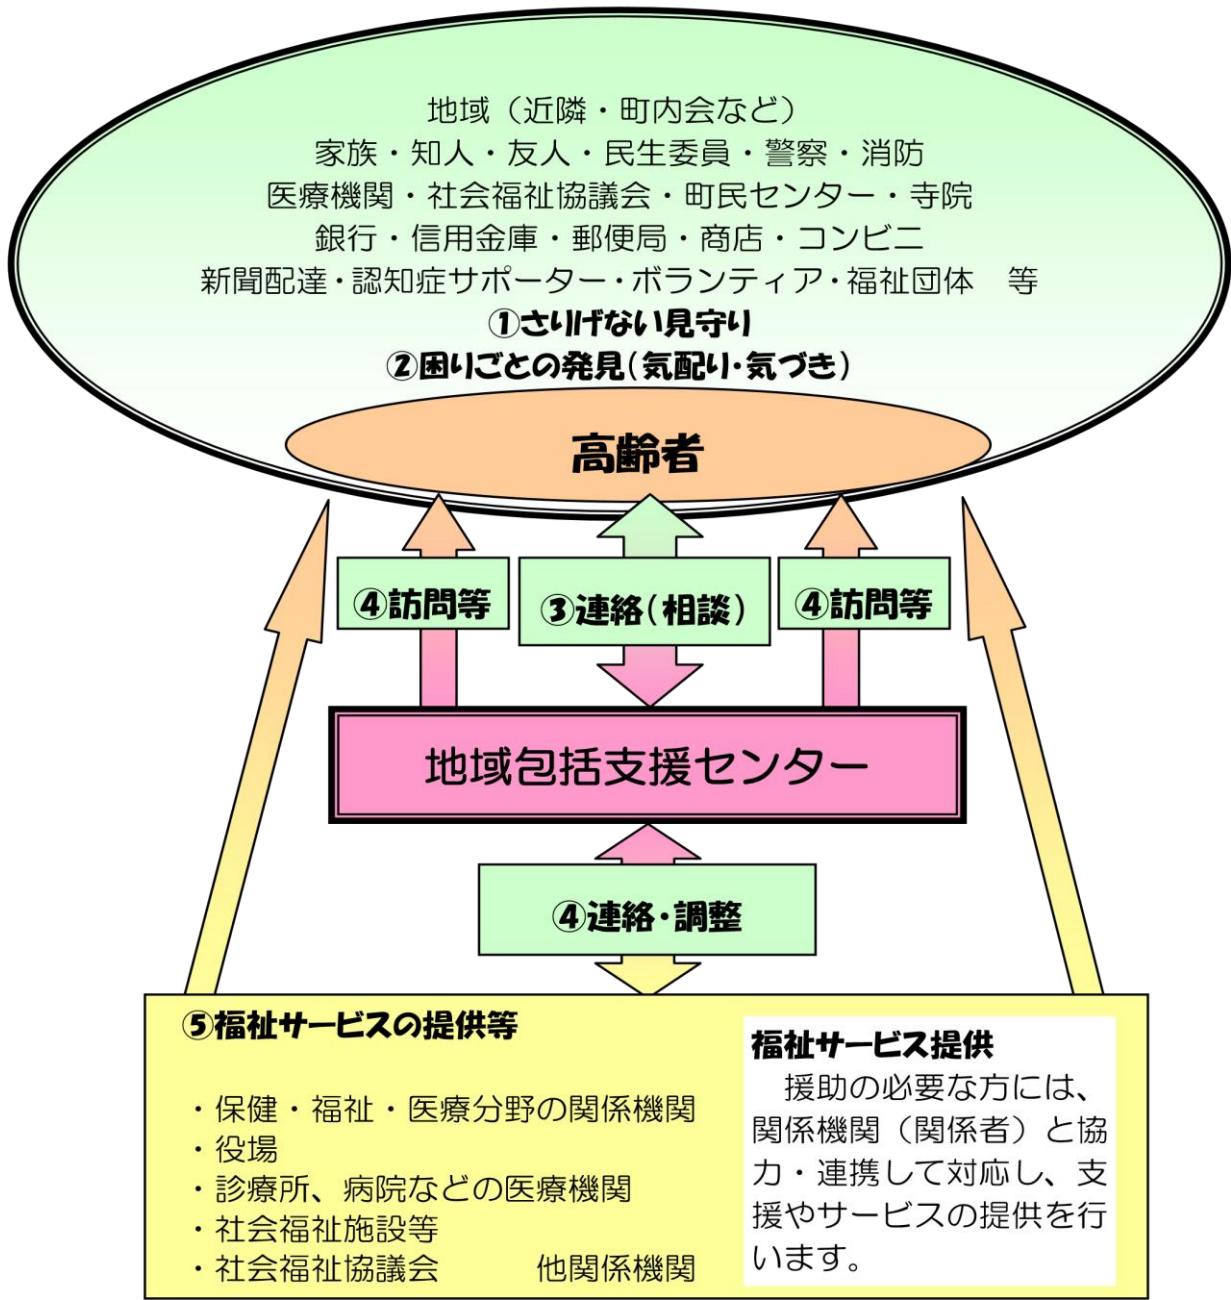 地域（近隣・町内会など）
家族・知人・友人・民生委員・警察・消防
医療機関・社会福祉協議会・町民センター・寺院
銀行・信用金庫・郵便局・商店・コンビニ
新聞配達・認知症サポーター・ボランティア・福祉団体　等
①さりげない見守り
②困りごとの発見（気配り・気づき）
高齢者
④訪問等
③連絡（相談）
④訪問等
地域包括支援センター
④連絡・調整
⑤福祉サービスの提供等
・保健・福祉・医療分野の関係機関
・役場
・診療所、病院などの医療機関
・社会福祉施設等
・社会福祉協議会　　　他関係機関
福祉サービス提供
　援助の必要な方には、
関係機関（関係者）と協
力・連携して対応し、支
援やサービスの提供を行
います。